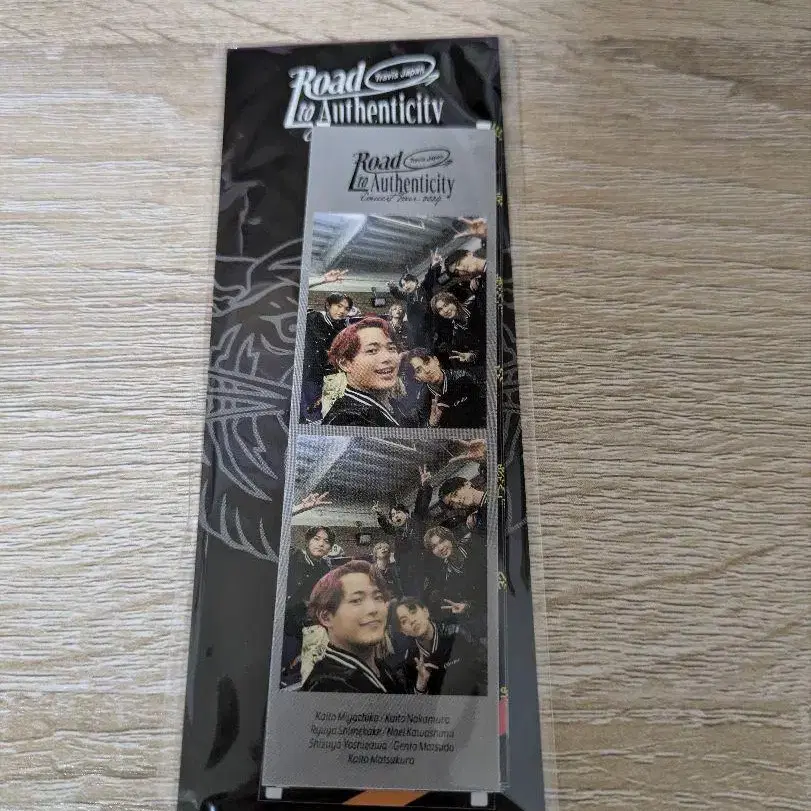 Road Travis Japan
to Authenticity
Road Travis Japan
to Authenticity
Concert Tour 2024
Kaito Miyachika / Kaito Nakamura
Ryuya Shimekake / Noel Kawashima
Shizuya Yoshizawa / Genta Matsuda
Kaito Matsukura